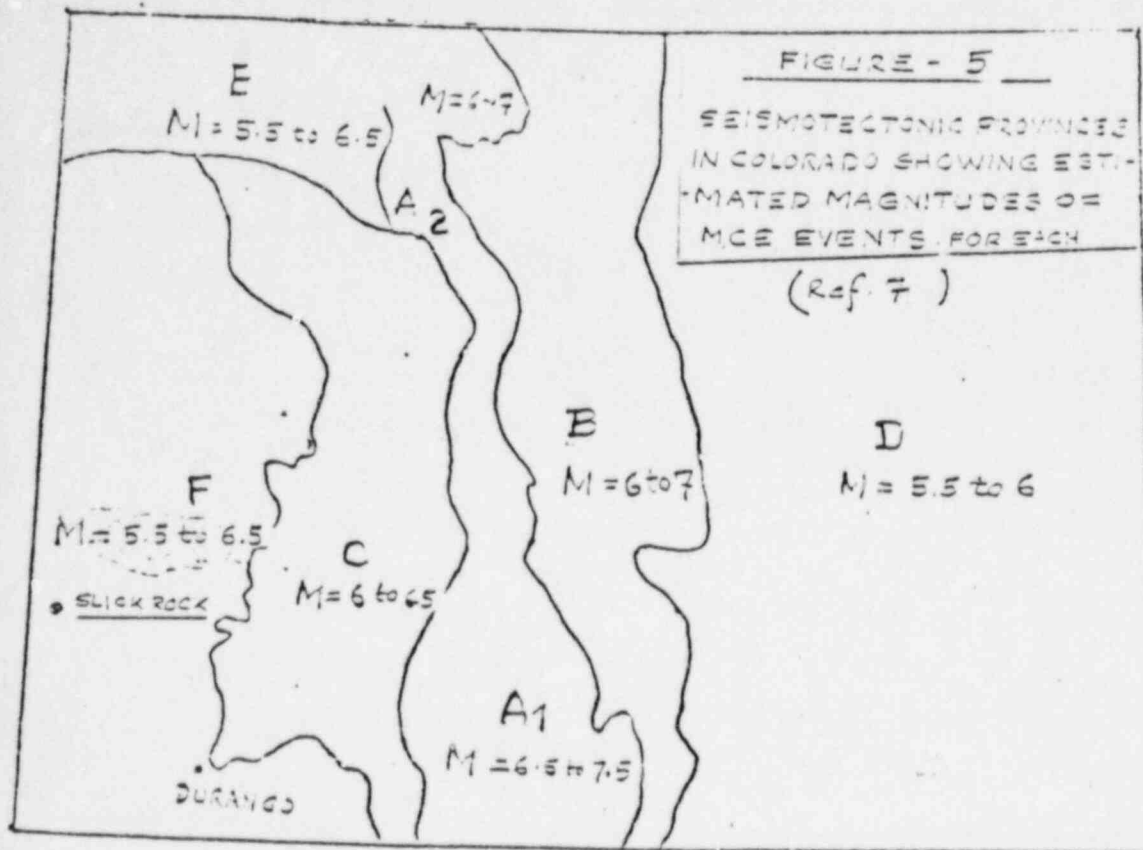 FIGURE - 5
SEISMOTECTONIC PROVINCES
IN COLORADO SHOWING ESTI-
MATED MAGNITUDES OF
MCE EVENTS FOR EACH
(Ref. 7 )
E
M = 5.5 to 6.5
M = 6-7
A2
B
M = 6 to 7
D
M = 5.5 to 6
F
M = 5.5 to 6.5
C
M = 6 to 65
SLICK ROCK
A1
M = 6.5 to 7.5
DURANGO